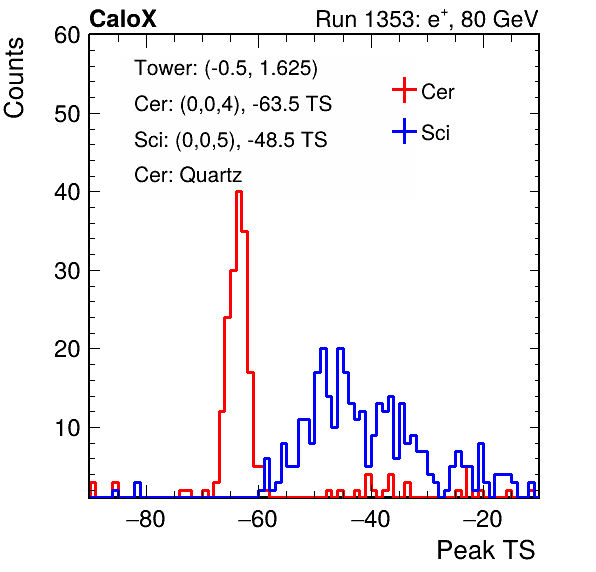 CaloX Run 1353: e⁺, 80 GeV
Counts
60
50
40
30
20
10
Tower: (-0.5, 1.625)
Cer: (0,0,4), -63.5 TS
Sci: (0,0,5), -48.5 TS
Cer: Quartz
Cer
Sci
−80 −60 −40 −20
Peak TS